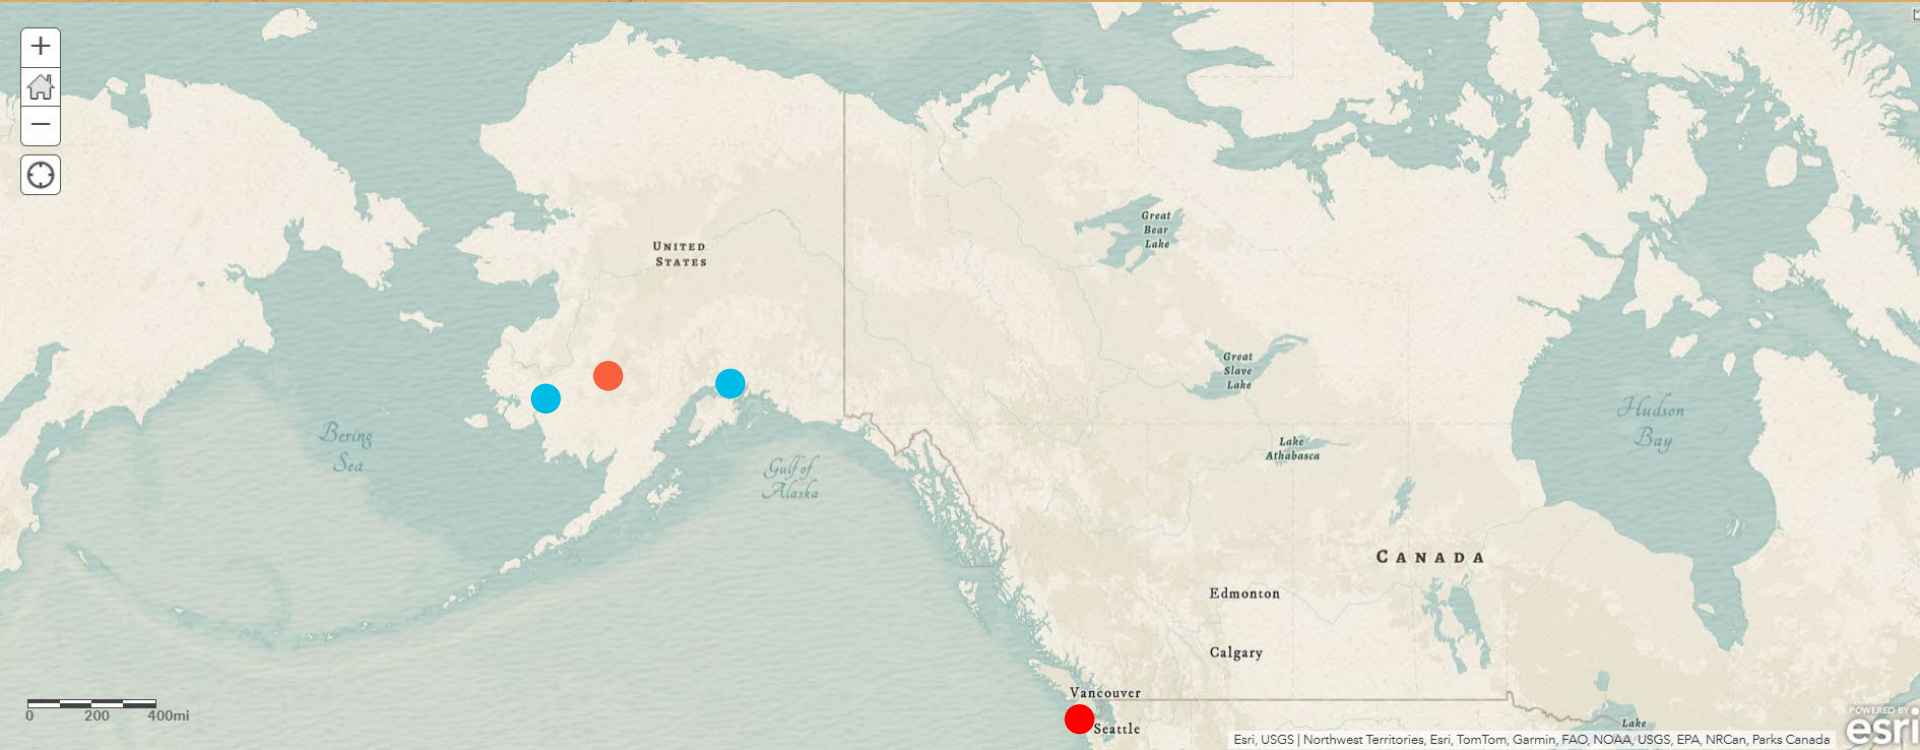 +
−
UNITED
STATES
Great
Bear
Lake
Great
Slave
Lake
Lake
Athabasca
Hudson
Bay
Bering
Sea
Gulf of
Alaska
CANADA
Edmonton
Calgary
Vancouver
Seattle
Lake
0 200 400mi
POWERED BY
esri
Esri, USGS | Northwest Territories, Esri, TomTom, Garmin, FAO, NOAA, USGS, EPA, NRCan, Parks Canada